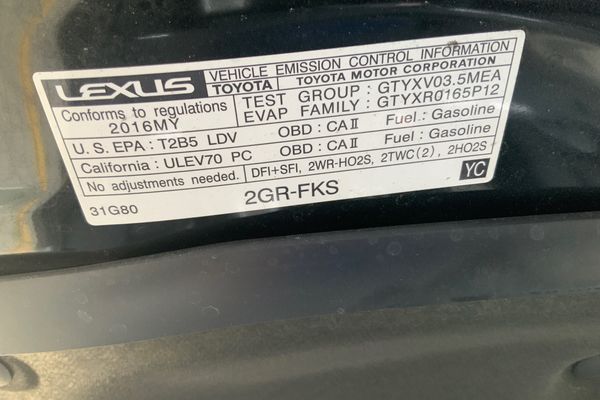 LEXUS VEHICLE EMISSION CONTROL INFORMATION
TOYOTA TOYOTA MOTOR CORPORATION
Conforms to regulations
2016MY
TEST GROUP : GTYXV03.5MEA
EVAP FAMILY : GTYXR0165P12
U.S. EPA : T2B5 LDV OBD : CAII Fuel : Gasoline
California : ULEV70 PC OBD : CAII Fuel : Gasoline
No adjustments needed. DFI+SFI, 2WR-HO2S, 2TWC(2), 2HO2S
31G80 2GR-FKS YC